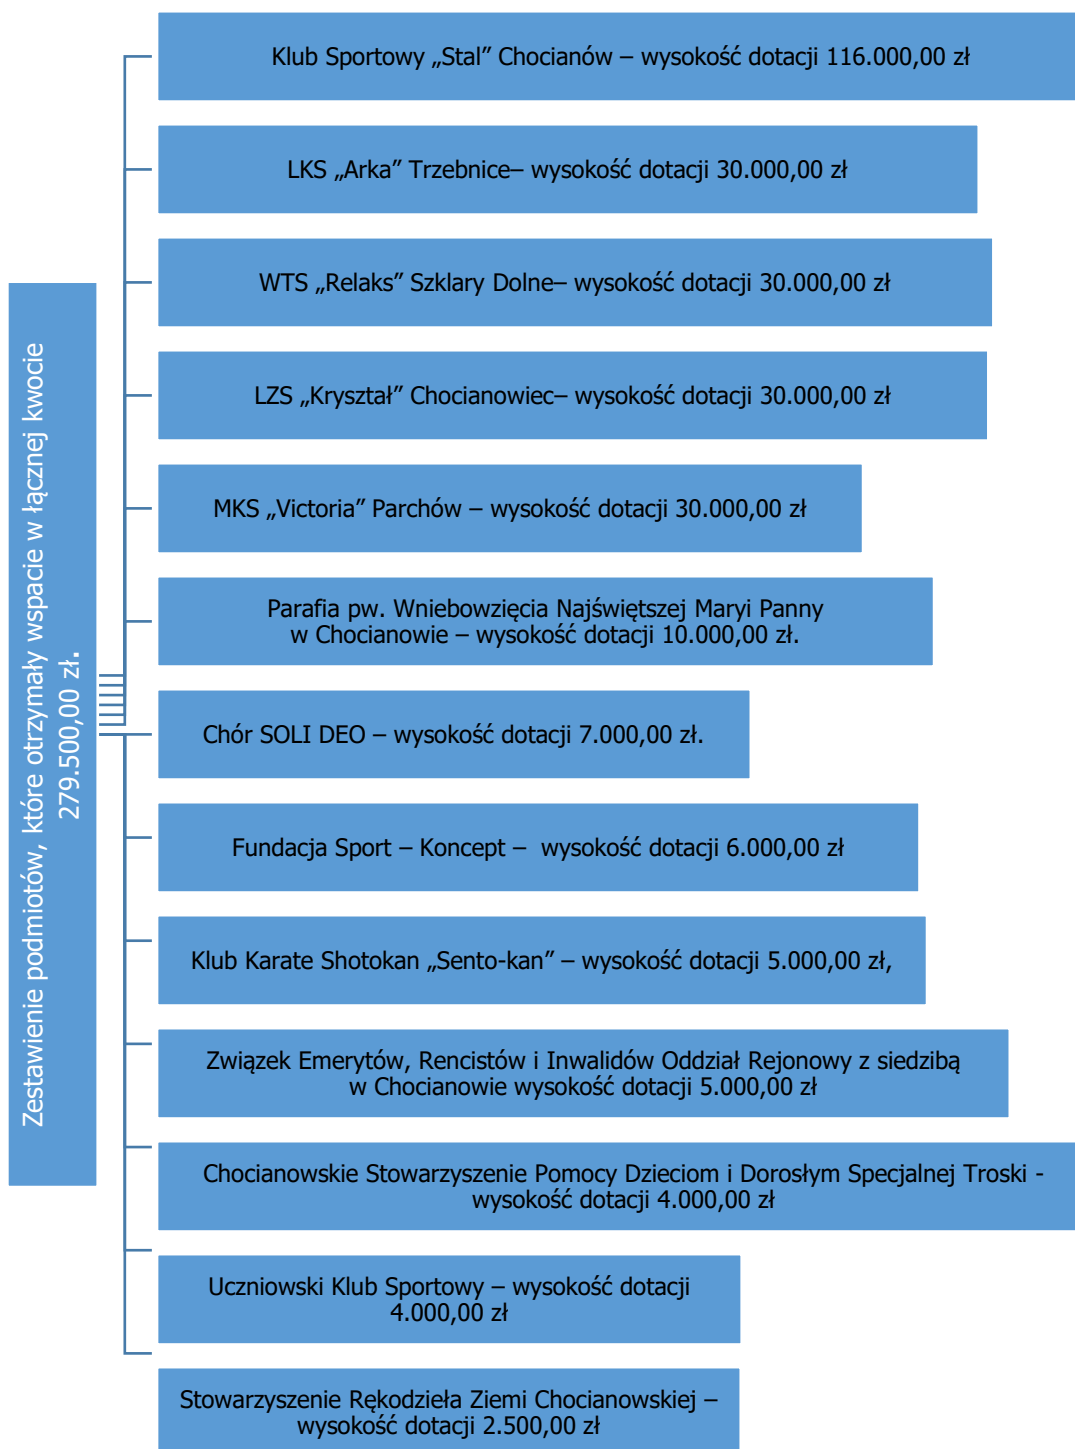 Zestawienie podmiotów, które otrzymały wspacie w łącznej kwocie
279.500,00 zł.
Klub Sportowy „Stal” Chocianów – wysokość dotacji 116.000,00 zł
LKS „Arka” Trzebnice– wysokość dotacji 30.000,00 zł
WTS „Relaks” Szklary Dolne– wysokość dotacji 30.000,00 zł
LZS „Kryształ” Chocianowiec– wysokość dotacji 30.000,00 zł
MKS „Victoria” Parchów – wysokość dotacji 30.000,00 zł
Parafia pw. Wniebowzięcia Najświętszej Maryi Panny
w Chocianowie – wysokość dotacji 10.000,00 zł.
Chór SOLI DEO – wysokość dotacji 7.000,00 zł.
Fundacja Sport – Koncept – wysokość dotacji 6.000,00 zł
Klub Karate Shotokan „Sento-kan” – wysokość dotacji 5.000,00 zł,
Związek Emerytów, Rencistów i Inwalidów Oddział Rejonowy z siedzibą
w Chocianowie wysokość dotacji 5.000,00 zł
Chocianowskie Stowarzyszenie Pomocy Dzieciom i Dorosłym Specjalnej Troski -
wysokość dotacji 4.000,00 zł
Uczniowski Klub Sportowy – wysokość dotacji
4.000,00 zł
Stowarzyszenie Rękodzieła Ziemi Chocianowskiej –
wysokość dotacji 2.500,00 zł